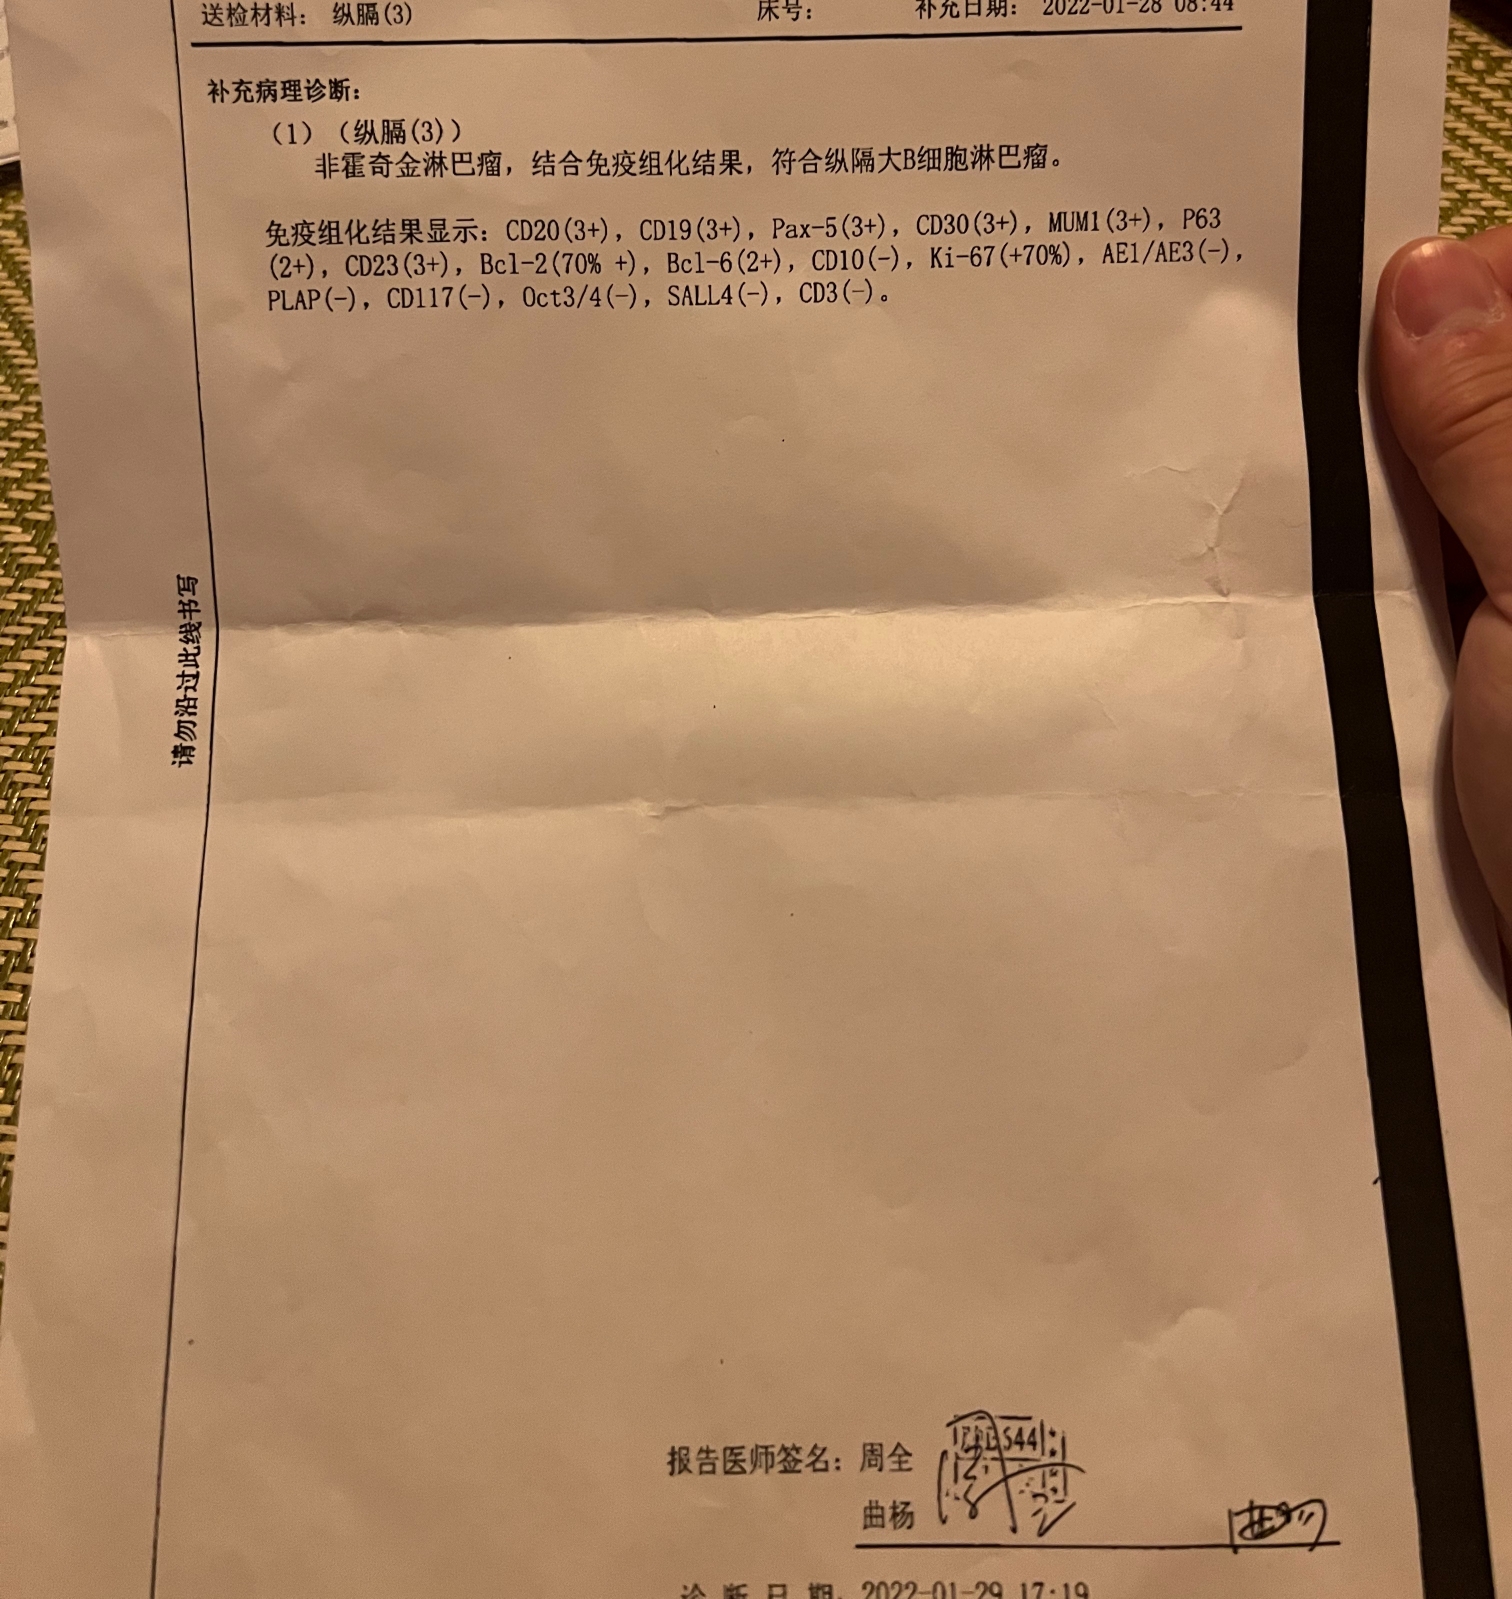 送检材料： 纵膈(3) 床号： 补充日期： 2022-01-28 08:44
补充病理诊断：
（1）（纵膈(3)）
非霍奇金淋巴瘤，结合免疫组化结果，符合纵隔大B细胞淋巴瘤。
免疫组化结果显示：CD20(3+)，CD19(3+)，Pax-5(3+)，CD30(3+)，MUM1(3+)，P63
(2+)，CD23(3+)，Bcl-2(70% +)，Bcl-6(2+)，CD10(-)，Ki-67(+70%)，AE1/AE3(-)，
PLAP(-)，CD117(-)，Oct3/4(-)，SALL4(-)，CD3(-)。
请勿沿过此线书写
报告医师签名：周全
曲杨
诊 断 日 期：2022-01-29 17:19